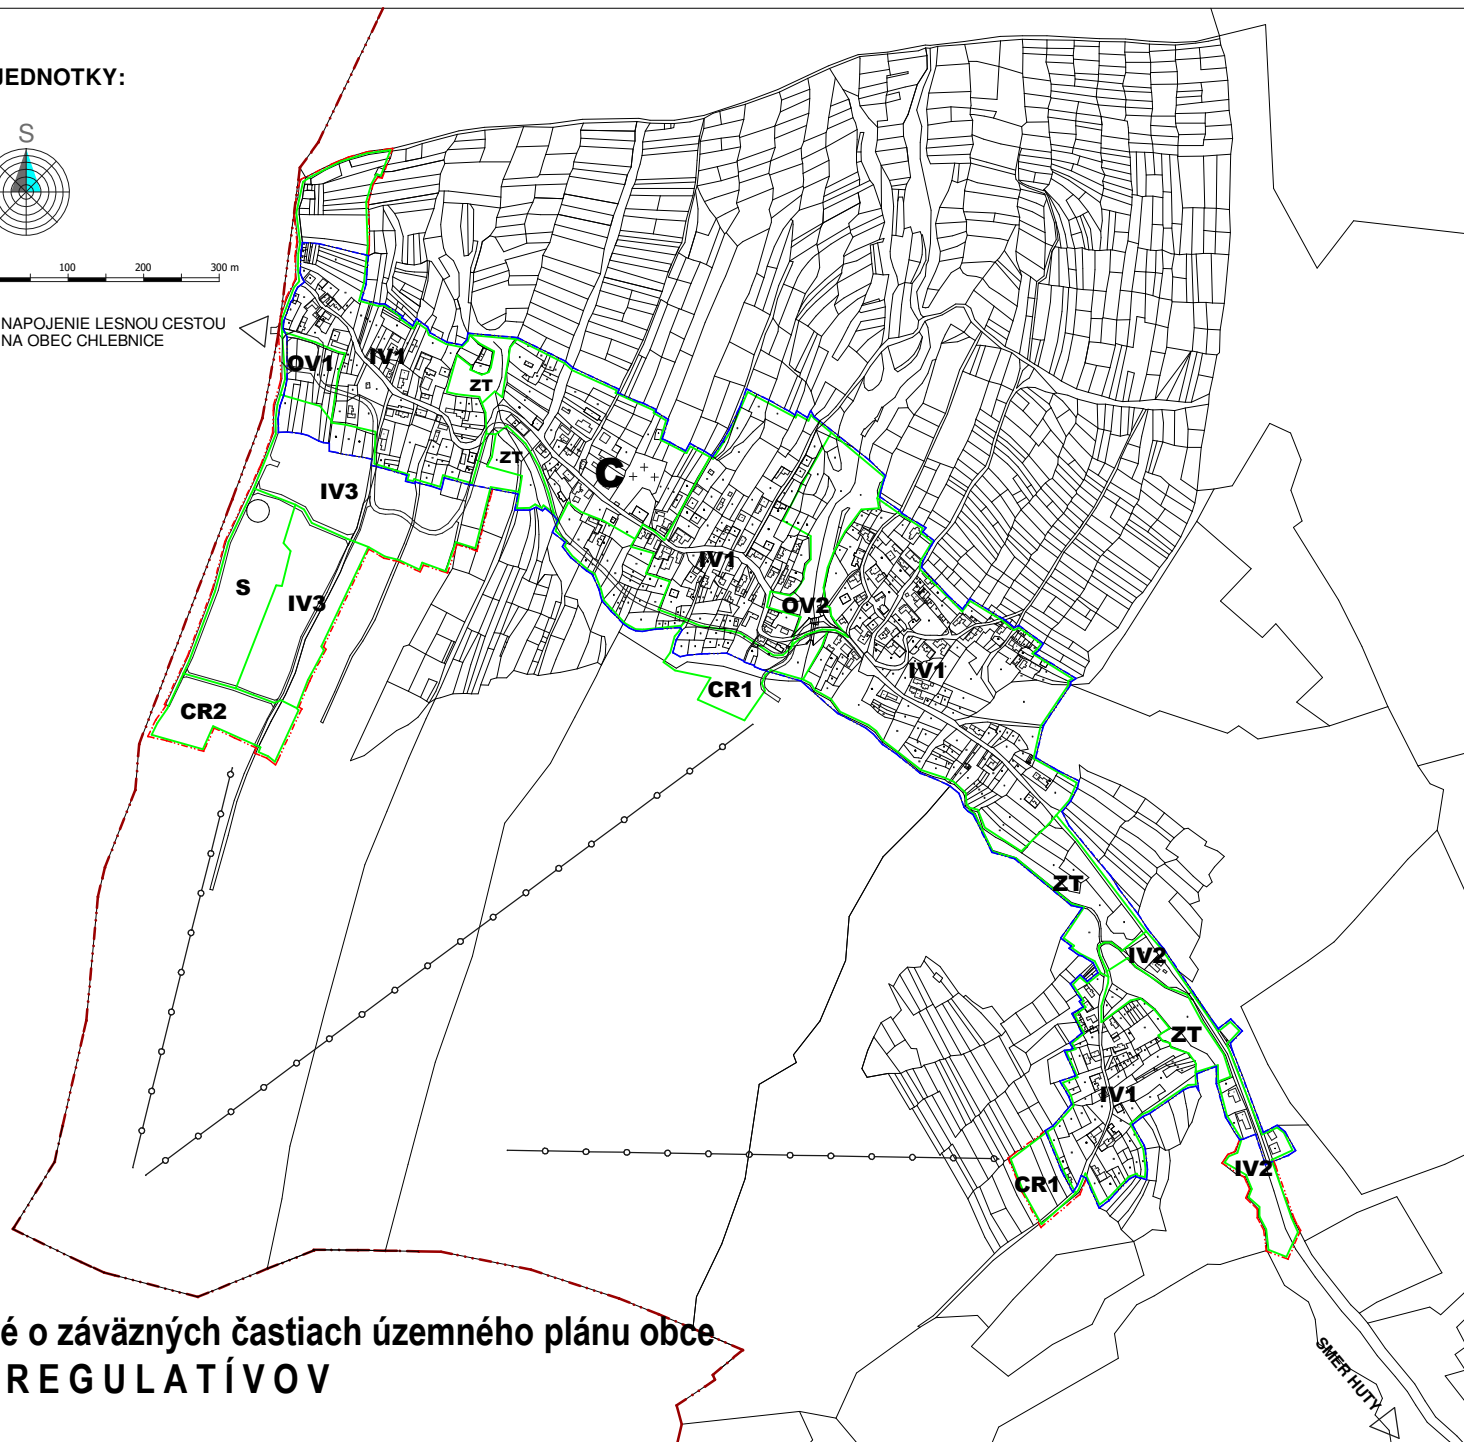 JEDNOTKY:
S
100 200 300 m
NAPOJENIE LESNOU CESTOU
NA OBEC CHLEBNICE
OV1
IV1
ZT
ZT
C
IV3
IV1
S
IV3
OV2
IV1
CR1
CR2
ZT
IV2
ZT
IV1
IV2
CR1
é o záväzných častiach územného plánu obce
REGULATÍVOV
SMER HUTY